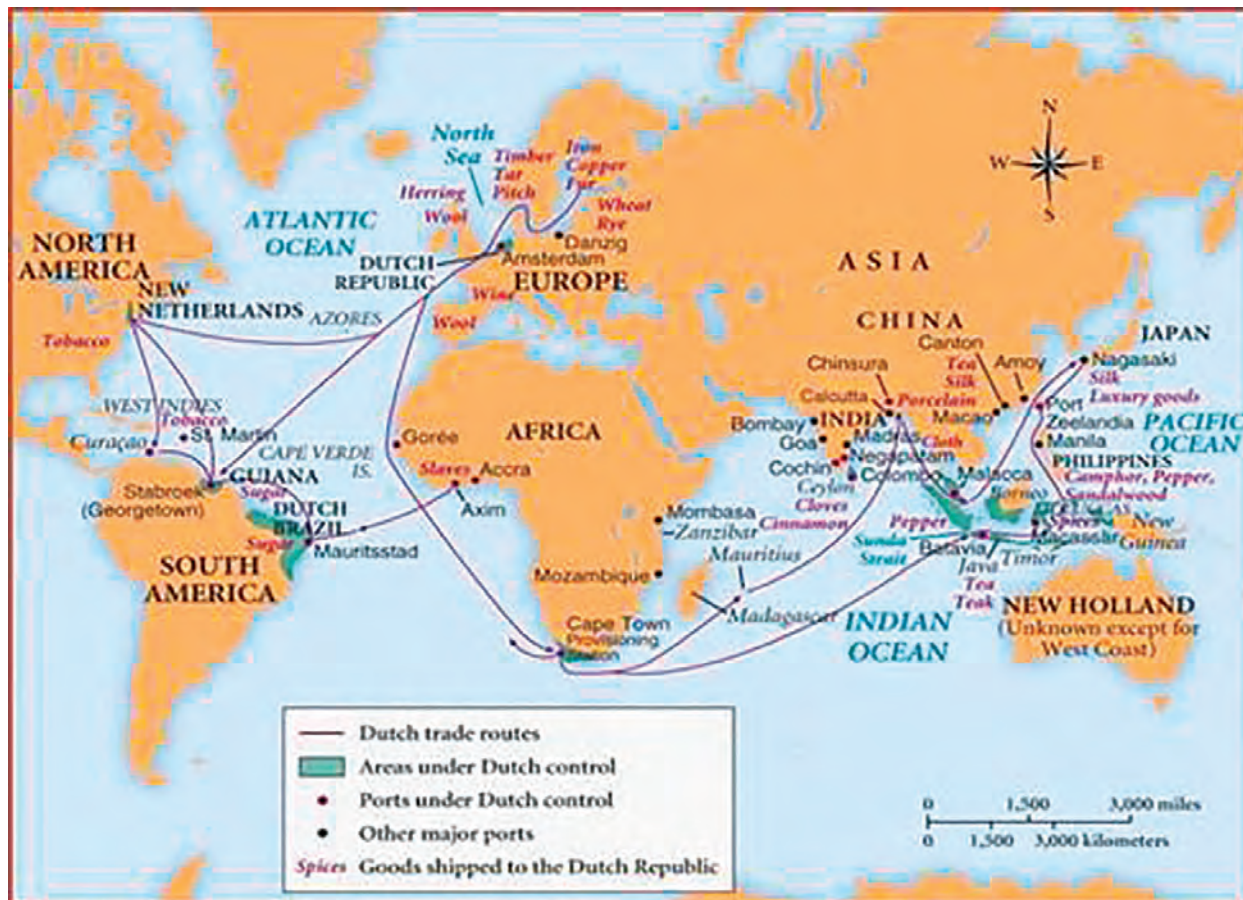 N
W
E
S
North
Sea
Timber
Tar
Pitch
Iron
Copper
Fur
Herring
Wool
Wheat
Rye
ATLANTIC
OCEAN
Danzig
Amsterdam
DUTCH
REPUBLIC
EUROPE
NORTH
AMERICA
NEW
NETHERLANDS
AZORES
Wine
Wool
Tobacco
ASIA
CHINA
JAPAN
Canton
Amoy
Chinsura
Calcutta
Tea
Silk
Porcelain
Macao
Nagasaki
Silk
Luxury goods
Port
Zeelandia
PACIFIC
OCEAN
Manila
PHILIPPINES
Camphor, Pepper,
Sandalwood
WEST INDIES
Tobacco
Curaçao
St. Martin
CAPE VERDE
IS.
Gorée
AFRICA
Slaves
Accra
Axim
Bombay
INDIA
Goa
Madras
Negapatam
Cloth
Cochin
Colombo
Ceylon
Cloves
Cinnamon
Malacca
Borneo
GUIANA
Sugar
Stabroek
(Georgetown)
DUTCH
BRAZIL
Sugar
Mauritsstad
SOUTH
AMERICA
Mombasa
Zanzibar
Mauritius
Mozambique
Madagascar
Pepper
Sunda
Strait
Batavia
Java
Tea
Teak
Spices
Macassar
Timor
New
Guinea
Cape Town
Provisioning
Station
INDIAN
OCEAN
NEW HOLLAND
(Unknown except for
West Coast)
Dutch trade routes
Areas under Dutch control
Ports under Dutch control
Other major ports
Spices Goods shipped to the Dutch Republic
0 1,500 3,000 miles
0 1,500 3,000 kilometers